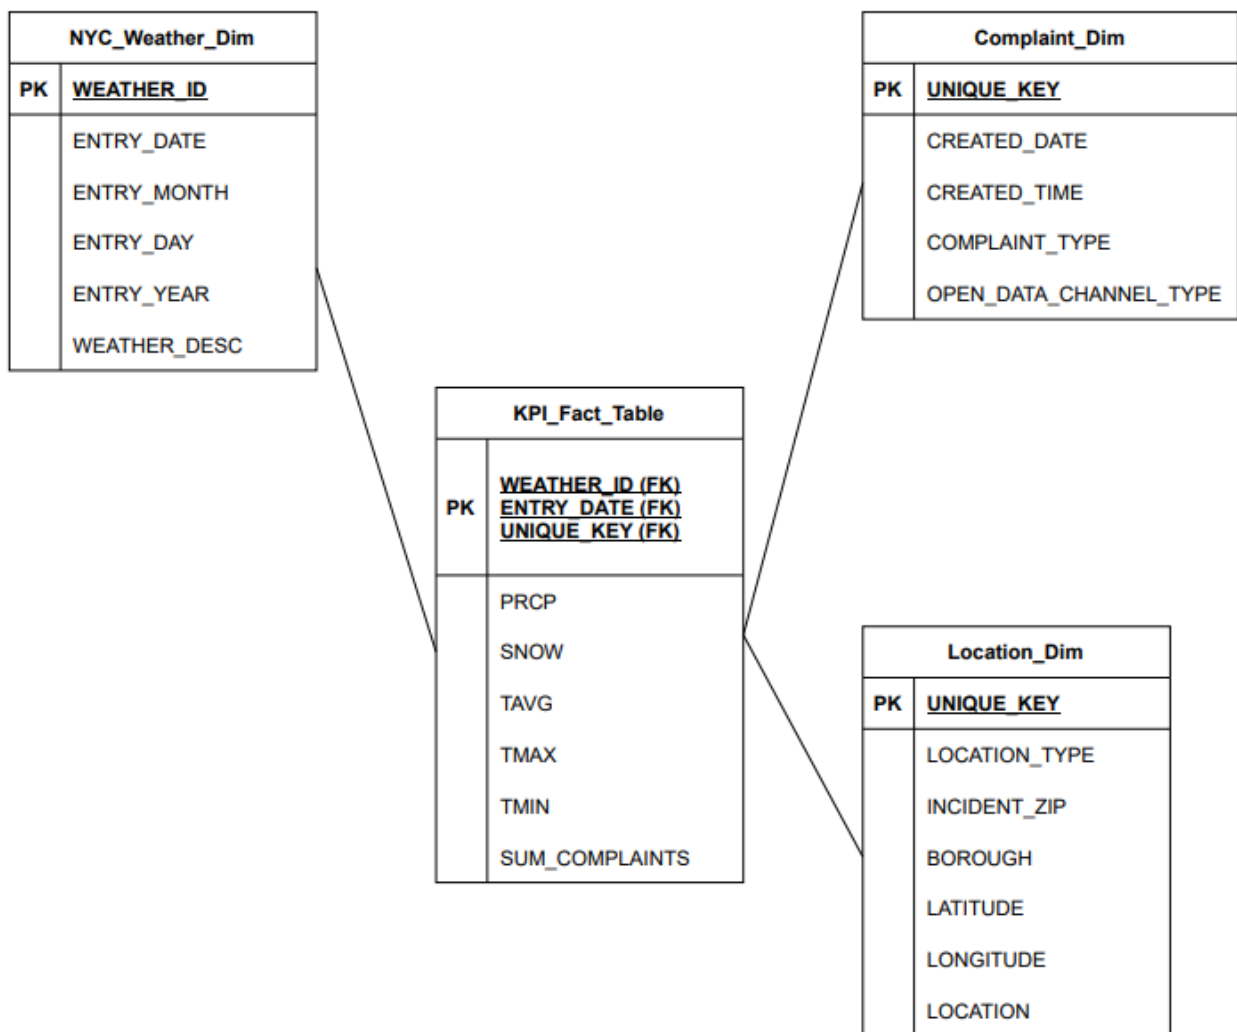 NYC_Weather_Dim
PK WEATHER_ID
ENTRY_DATE
ENTRY_MONTH
ENTRY_DAY
ENTRY_YEAR
WEATHER_DESC
Complaint_Dim
PK UNIQUE_KEY
CREATED_DATE
CREATED_TIME
COMPLAINT_TYPE
OPEN_DATA_CHANNEL_TYPE
KPI_Fact_Table
WEATHER_ID (FK)
PK ENTRY_DATE (FK)
UNIQUE_KEY (FK)
PRCP
SNOW
TAVG
TMAX
TMIN
SUM_COMPLAINTS
Location_Dim
PK UNIQUE_KEY
LOCATION_TYPE
INCIDENT_ZIP
BOROUGH
LATITUDE
LONGITUDE
LOCATION